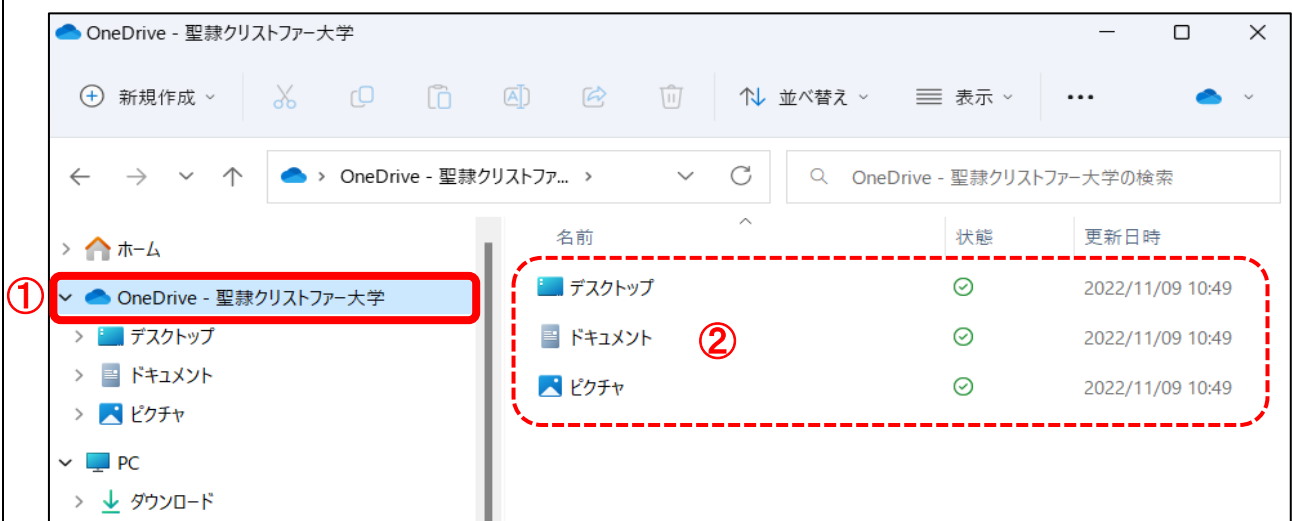 OneDrive - 聖隷クリストファー大学
新規作成
並べ替え
表示
OneDrive - 聖隷クリストファ...
OneDrive - 聖隷クリストファー大学の検索
ホーム
① OneDrive - 聖隷クリストファー大学
デスクトップ
ドキュメント
ピクチャ
PC
ダウンロード
名前 状態 更新日時
デスクトップ 2022/11/09 10:49
ドキュメント ② 2022/11/09 10:49
ピクチャ 2022/11/09 10:49